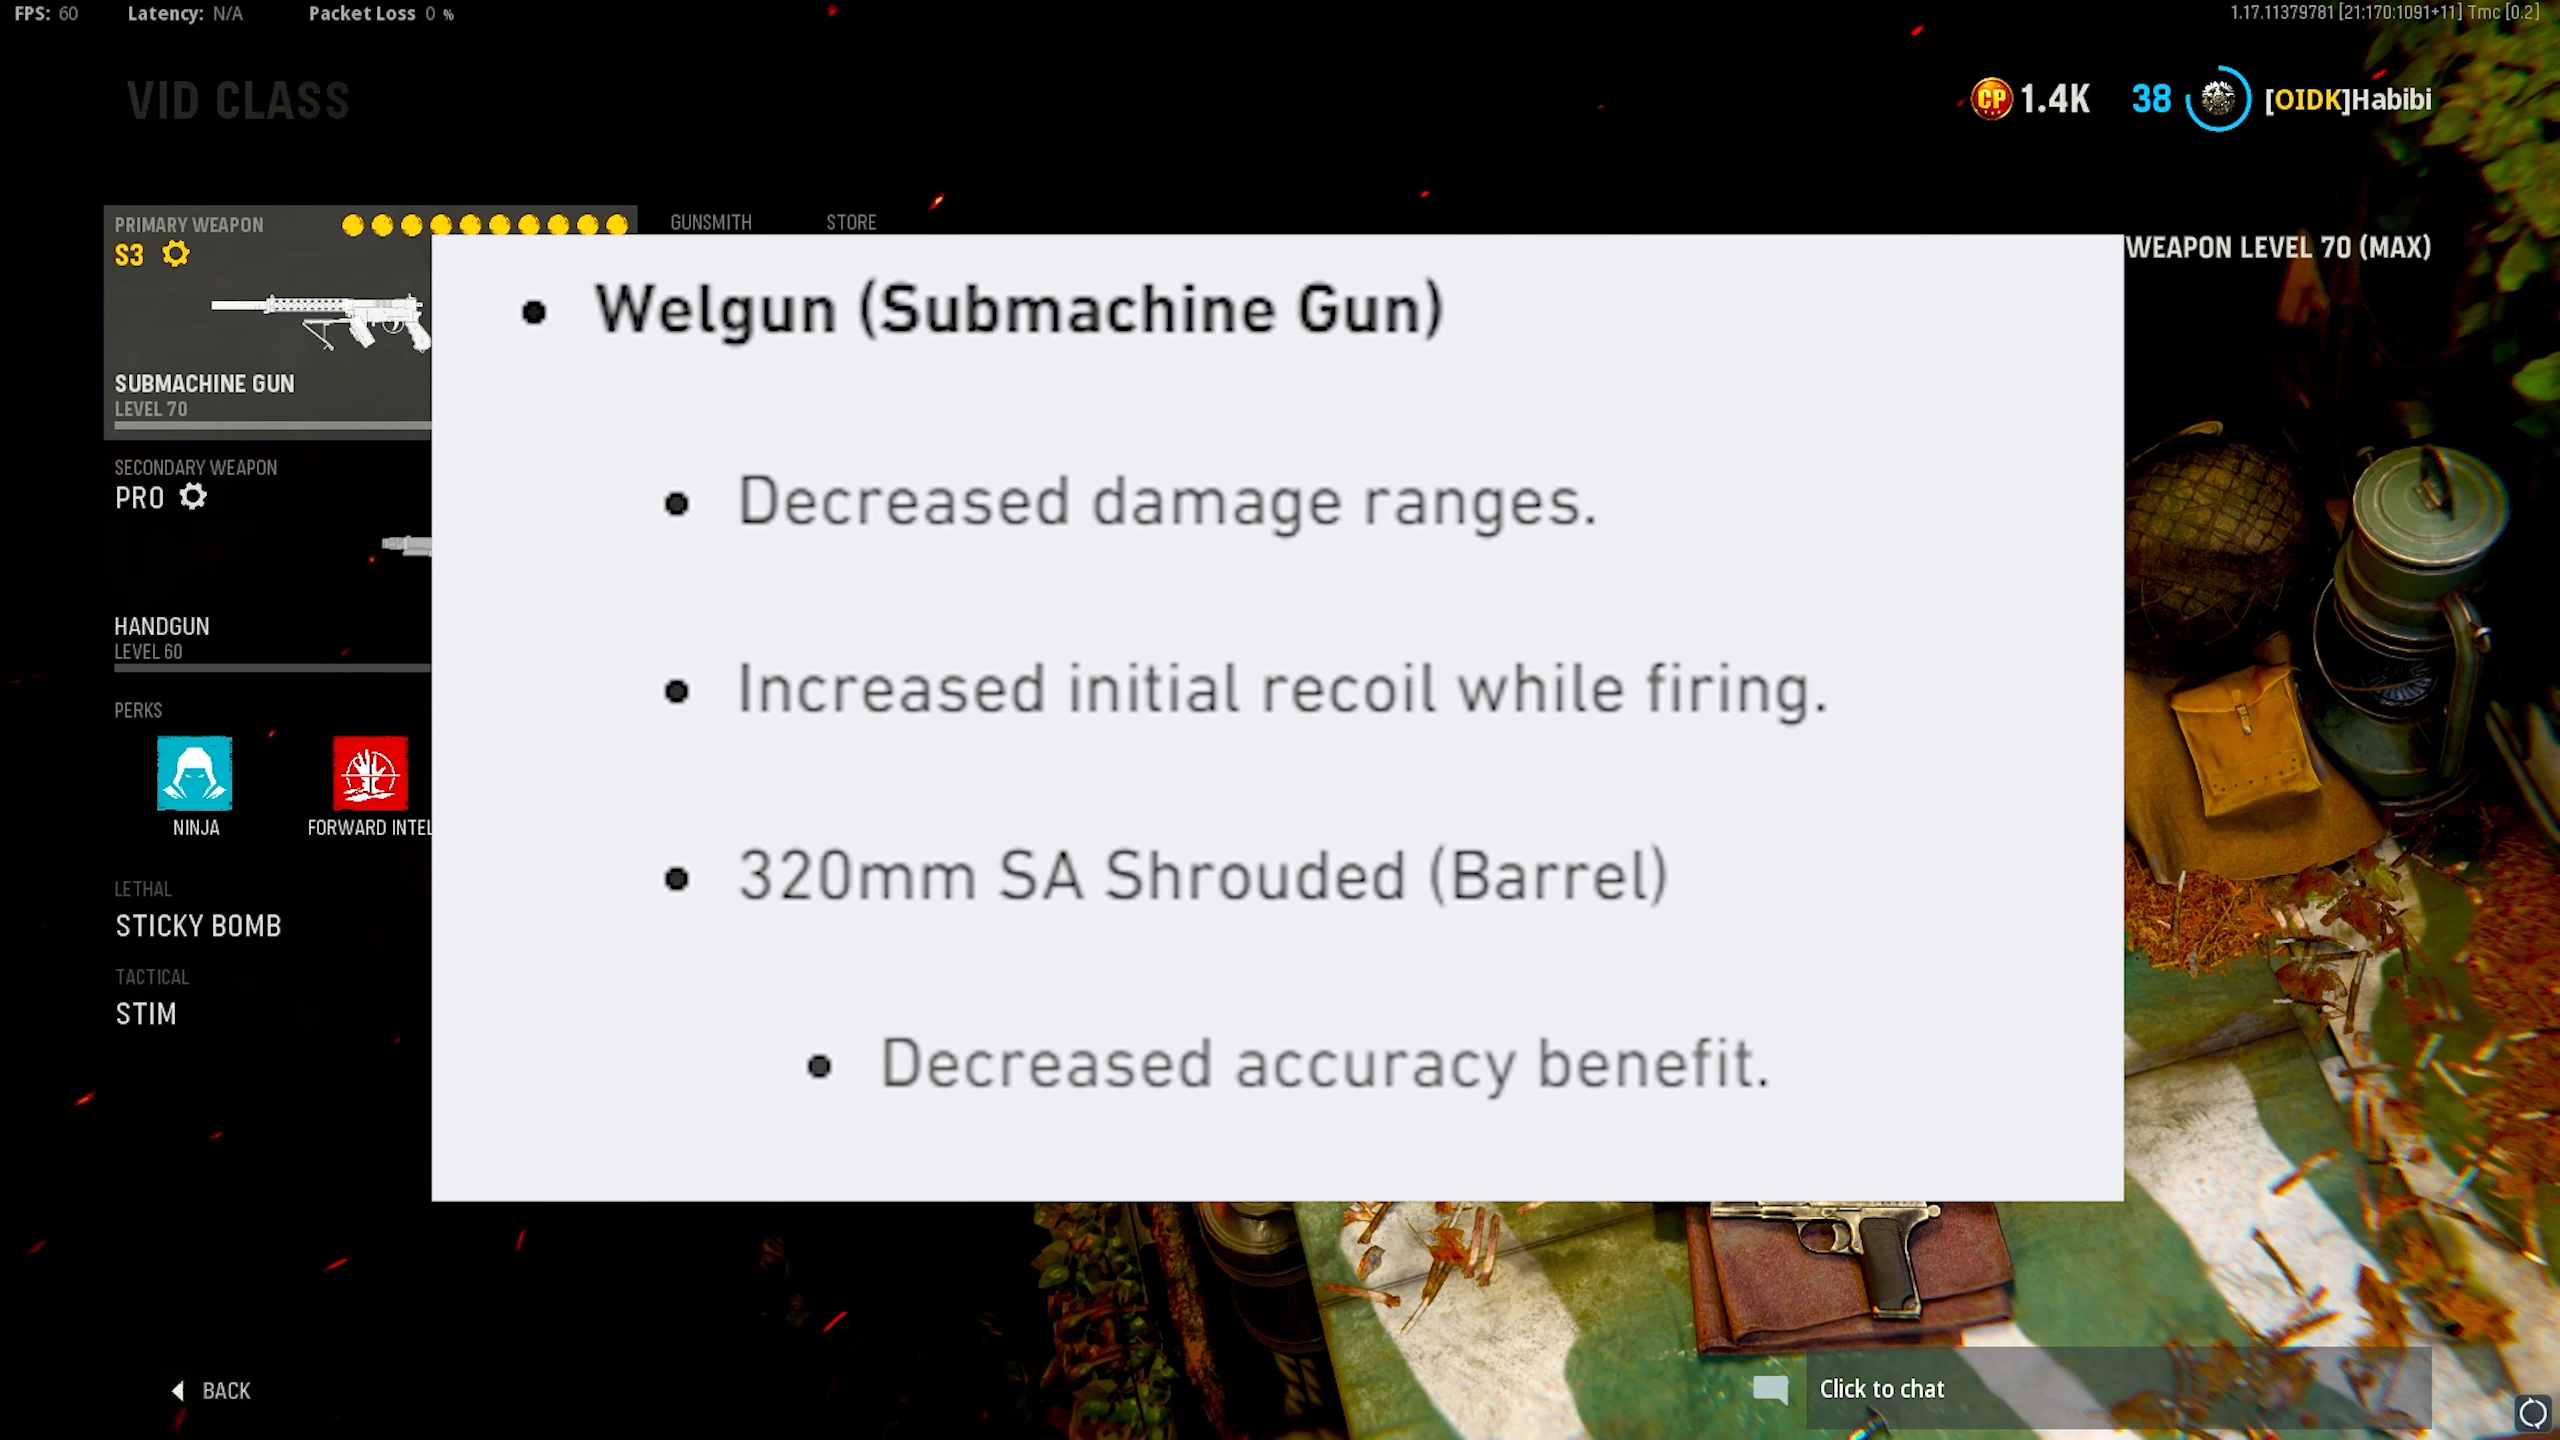 FPS: 60 Latency: N/A Packet Loss 0 %
1.17.11379781 [21:170:1091+11] Tmc [0.2]
VID CLASS
CP 1.4K 38 [OIDK]Habibi
PRIMARY WEAPON
S3
GUNSMITH STORE
WEAPON LEVEL 70 (MAX)
SUBMACHINE GUN
LEVEL 70
SECONDARY WEAPON
PRO
HANDGUN
LEVEL 60
PERKS
NINJA FORWARD INTEL
LETHAL
STICKY BOMB
TACTICAL
STIM
• Welgun (Submachine Gun)
• Decreased damage ranges.
• Increased initial recoil while firing.
• 320mm SA Shrouded (Barrel)
• Decreased accuracy benefit.
BACK
Click to chat